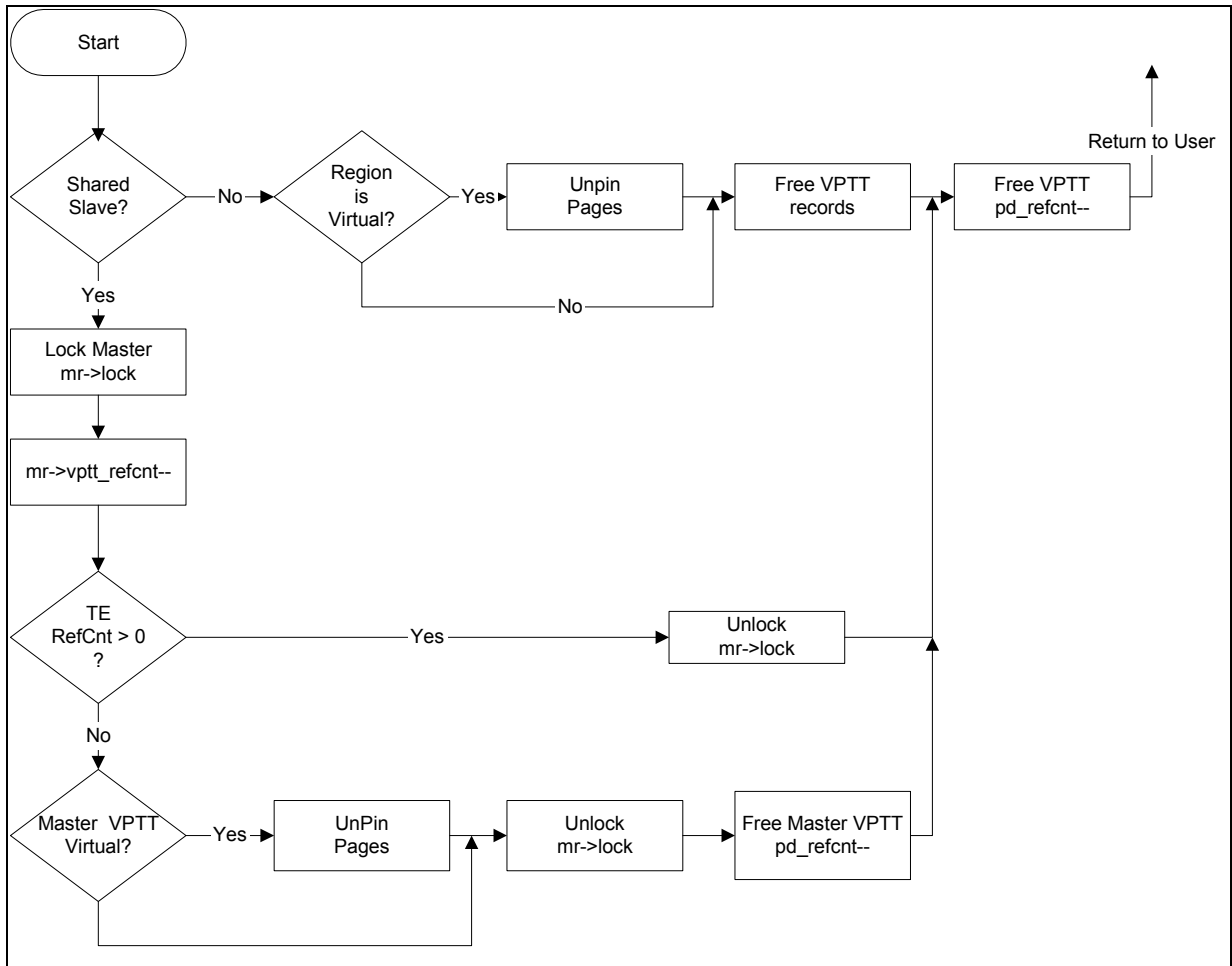 Start
Return to User
Shared
Slave?
No
Region
is
Virtual?
Yes
Unpin
Pages
Free VPTT
records
Free VPTT
pd_refcnt--
No
Yes
Lock Master
mr->lock
mr->vptt_refcnt--
TE
RefCnt > 0
?
Yes
Unlock
mr->lock
No
Master VPTT
Virtual?
Yes
UnPin
Pages
Unlock
mr->lock
Free Master VPTT
pd_refcnt--